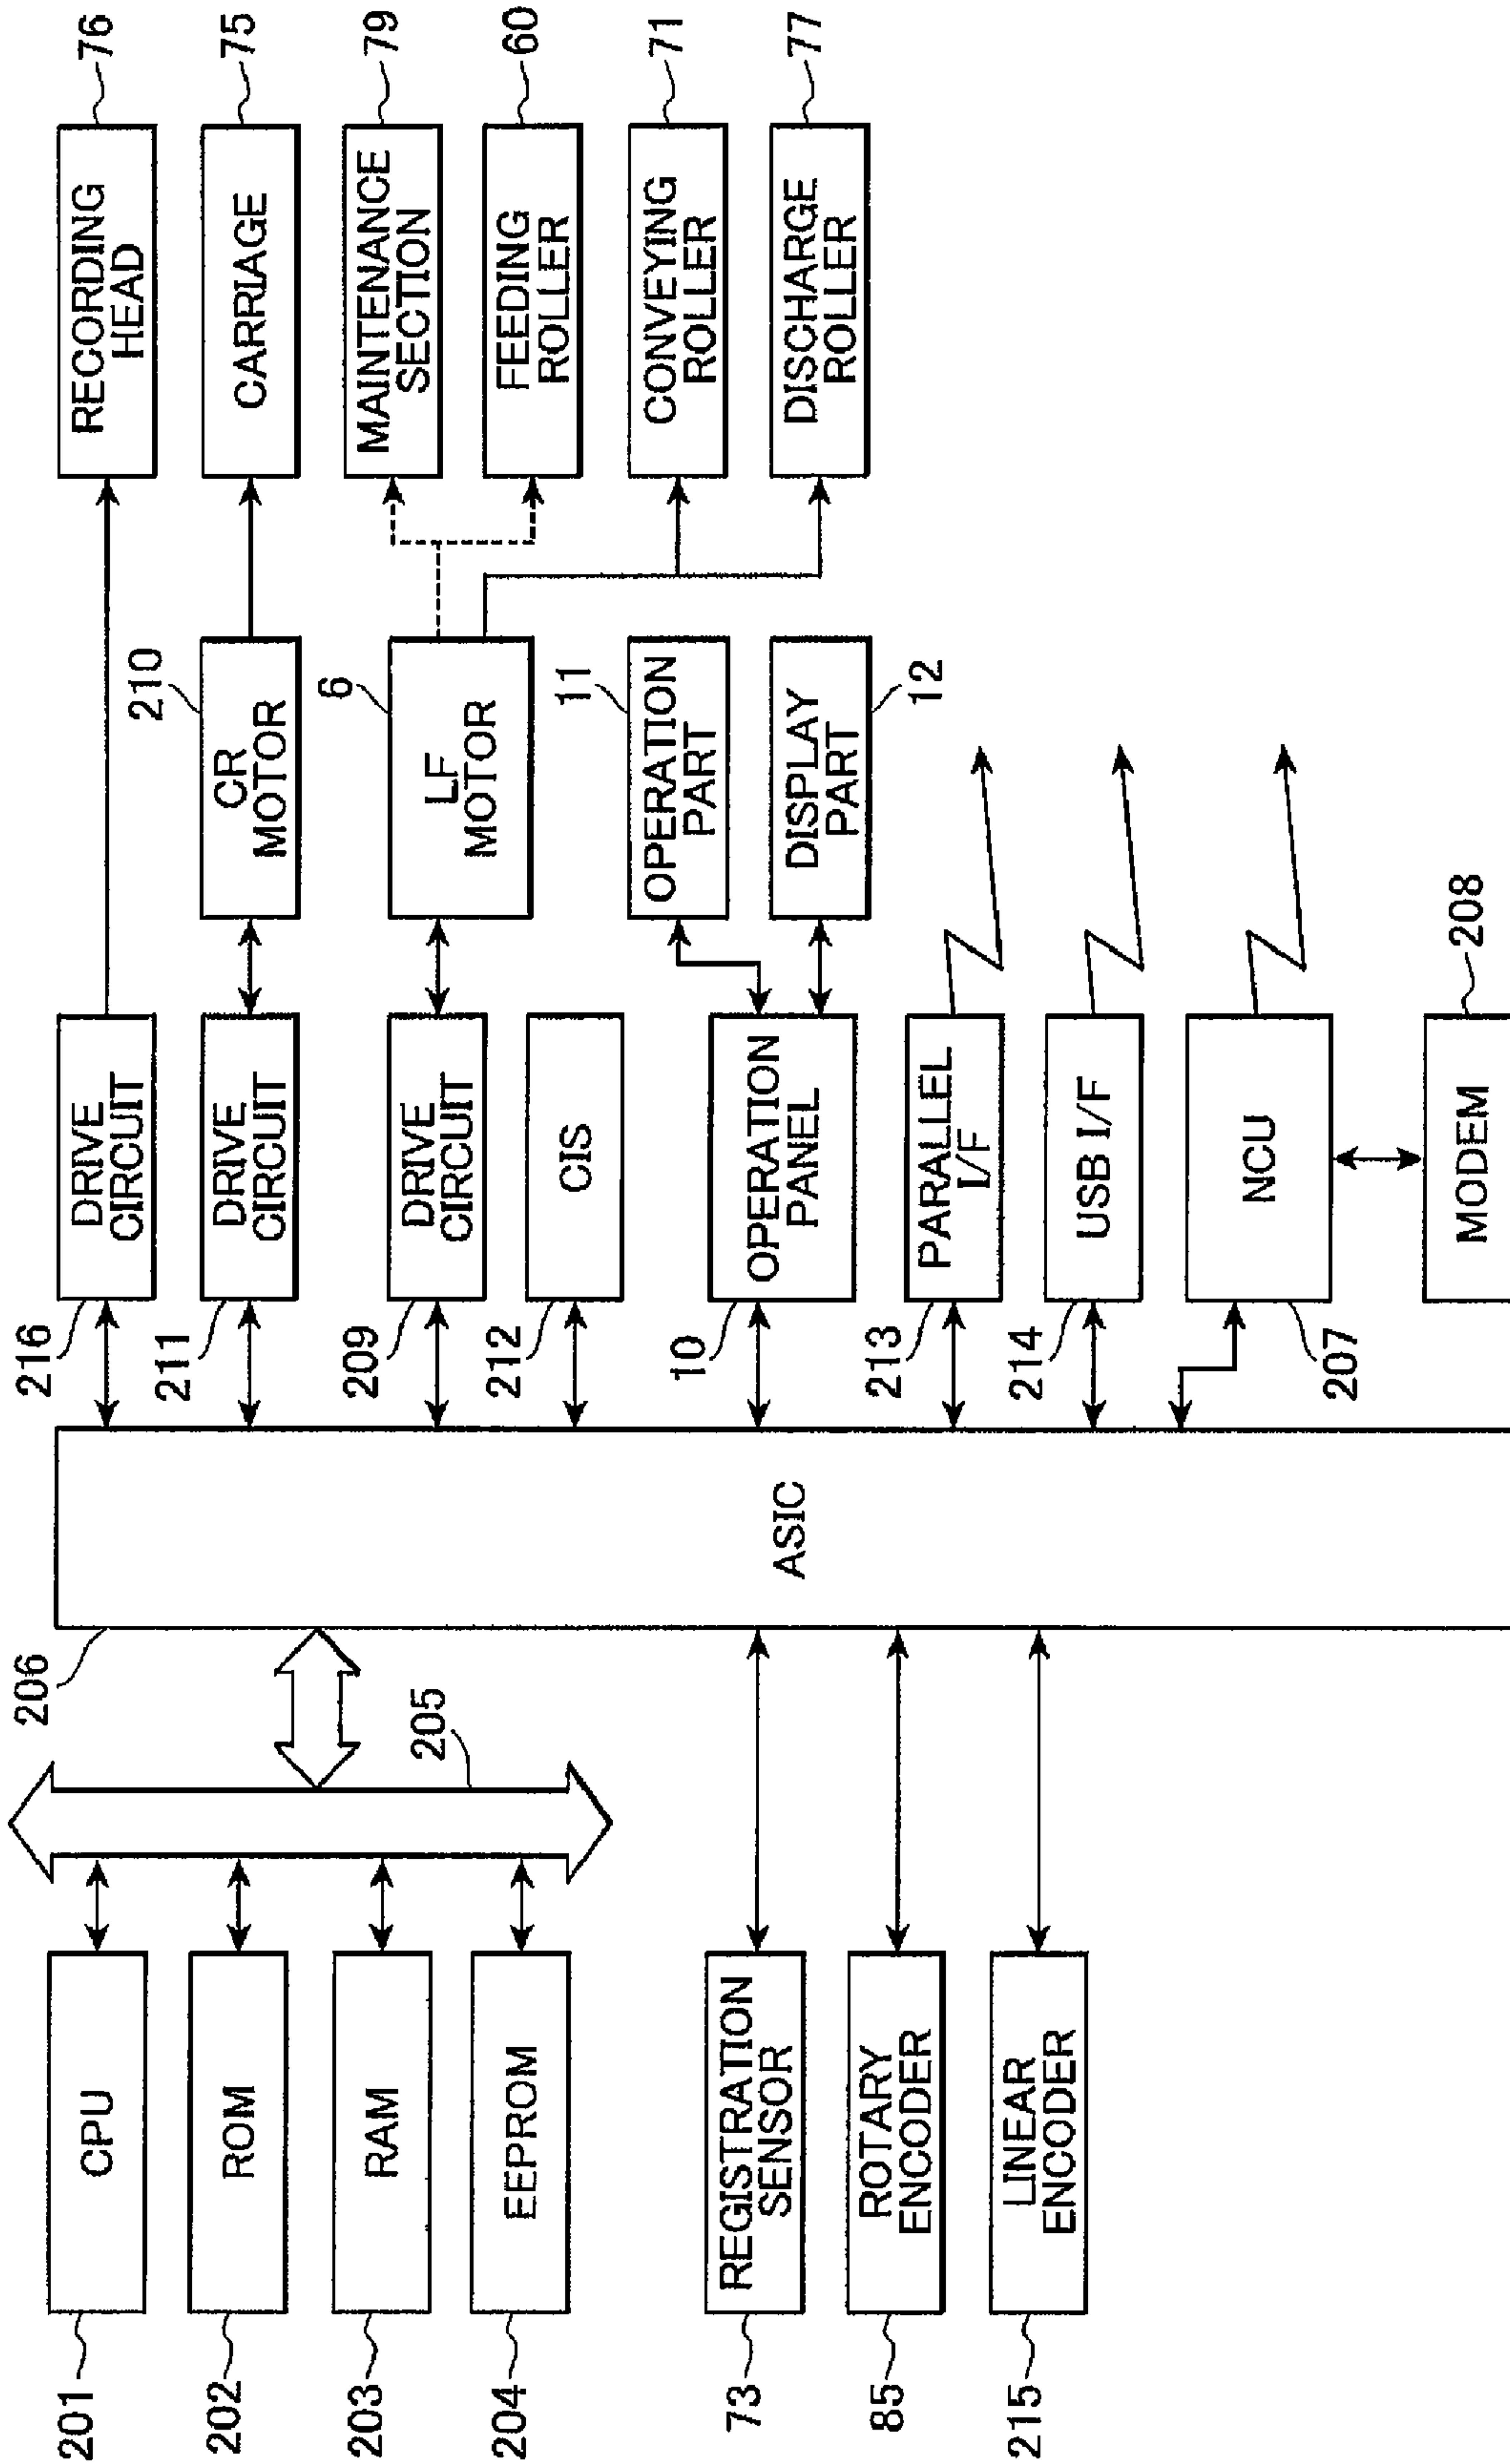 201
CPU
202
ROM
203
RAM
204
EEPROM
73
REGISTRATION
SENSOR
85
ROTARY
ENCODER
215
LINEAR
ENCODER
205
206
ASIC
216
DRIVE
CIRCUIT
211
DRIVE
CIRCUIT
209
DRIVE
CIRCUIT
212
CIS
10
OPERATION
PANEL
213
PARALLEL
I/F
214
USB I/F
207
NCU
208
MODEM
210
CR
MOTOR
6
LF
MOTOR
11
OPERATION
PART
12
DISPLAY
PART
76
RECORDING
HEAD
75
CARRIAGE
79
MAINTENANCE
SECTION
60
FEEDING
ROLLER
71
CONVEYING
ROLLER
77
DISCHARGE
ROLLER